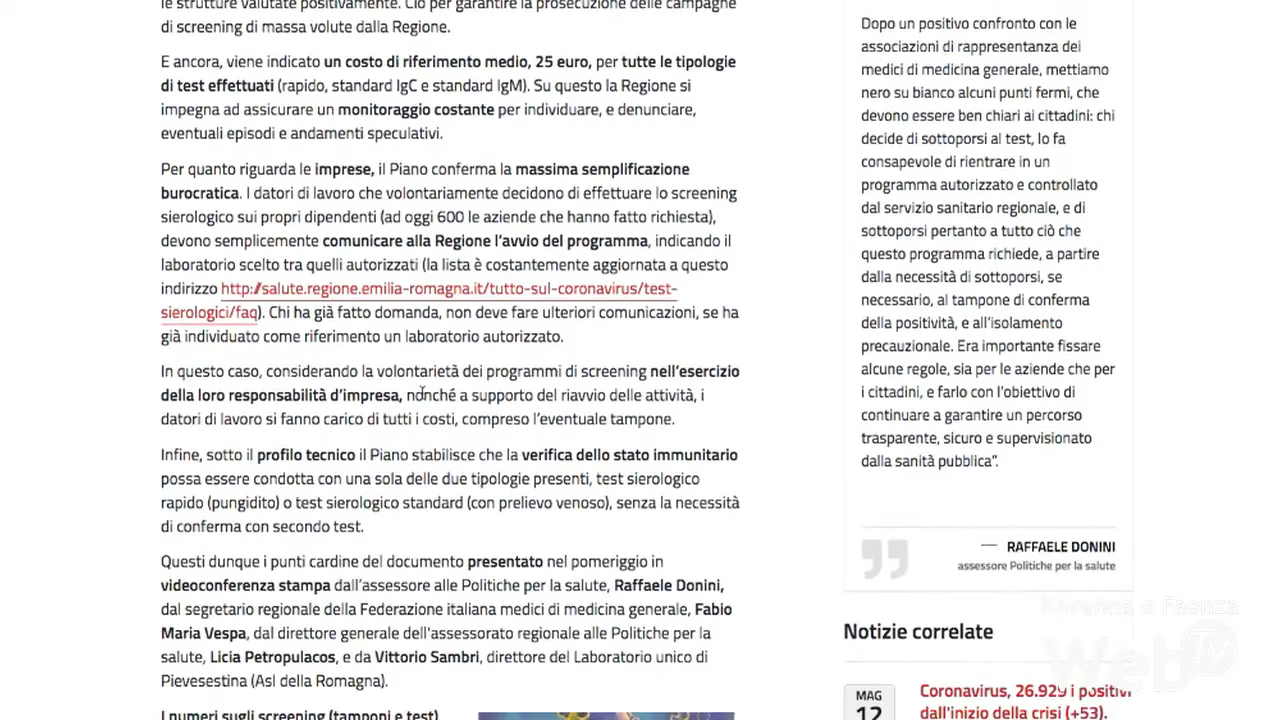 le strutture valutate positivamente. Ciò per garantire la prosecuzione delle campagne
di screening di massa volute dalla Regione.
E ancora, viene indicato un costo di riferimento medio, 25 euro, per tutte le tipologie
di test effettuati (rapido, standard IgC e standard IgM). Su questo la Regione si
impegna ad assicurare un monitoraggio costante per individuare, e denunciare,
eventuali episodi e andamenti speculativi.
Per quanto riguarda le imprese, il Piano conferma la massima semplificazione
burocratica. I datori di lavoro che volontariamente decidono di effettuare lo screening
sierologico sui propri dipendenti (ad oggi 600 le aziende che hanno fatto richiesta),
devono semplicemente comunicare alla Regione l'avvio del programma, indicando il
laboratorio scelto tra quelli autorizzati (la lista è costantemente aggiornata a questo
indirizzo http://salute.regione.emilia-romagna.it/tutto-sul-coronavirus/test-
sierologici/faq). Chi ha già fatto domanda, non deve fare ulteriori comunicazioni, se ha
già individuato come riferimento un laboratorio autorizzato.
In questo caso, considerando la volontarietà dei programmi di screening nell'esercizio
della loro responsabilità d'impresa, nonché a supporto del riavvio delle attività, i
datori di lavoro si fanno carico di tutti i costi, compreso l'eventuale tampone.
Infine, sotto il profilo tecnico il Piano stabilisce che la verifica dello stato immunitario
possa essere condotta con una sola delle due tipologie presenti, test sierologico
rapido (pungidito) o test sierologico standard (con prelievo venoso), senza la necessità
di conferma con secondo test.
Questi dunque i punti cardine del documento presentato nel pomeriggio in
videoconferenza stampa dall'assessore alle Politiche per la salute, Raffaele Donini,
dal segretario regionale della Federazione italiana medici di medicina generale, Fabio
Maria Vespa, dal direttore generale dell'assessorato regionale alle Politiche per la
salute, Licia Petropulacos, e da Vittorio Sambri, direttore del Laboratorio unico di
Pievesestina (Asl della Romagna).
I numeri sugli screening (tamponi e test)
Dopo un positivo confronto con le
associazioni di rappresentanza dei
medici di medicina generale, mettiamo
nero su bianco alcuni punti fermi, che
devono essere ben chiari ai cittadini: chi
decide di sottoporsi al test, lo fa
consapevole di rientrare in un
programma autorizzato e controllato
dal servizio sanitario regionale, e di
sottoporsi pertanto a tutto ciò che
questo programma richiede, a partire
dalla necessità di sottoporsi, se
necessario, al tampone di conferma
della positività, e all'isolamento
precauzionale. Era importante fissare
alcune regole, sia per le aziende che per
i cittadini, e farlo con l'obiettivo di
continuare a garantire un percorso
trasparente, sicuro e supervisionato
dalla sanità pubblica".
— RAFFAELE DONINI
assessore Politiche per la salute
Ravenna e Faenza
WebTV
Notizie correlate
MAG
12
Coronavirus, 26.929 i positivi
dall'inizio della crisi (+53).